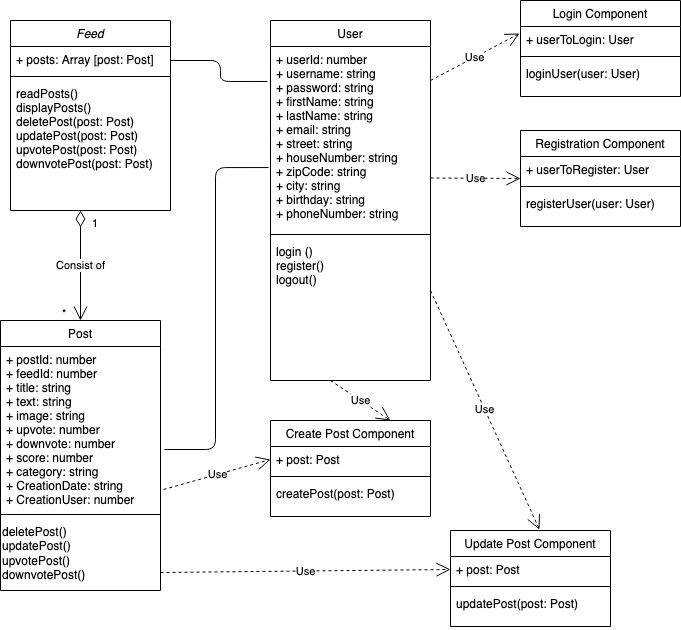 Feed
+ posts: Array [post: Post]
readPosts()
displayPosts()
deletePost(post: Post)
updatePost(post: Post)
upvotePost(post: Post)
downvotePost(post: Post)
1
Consist of
*
Post
+ postId: number
+ feedId: number
+ title: string
+ text: string
+ image: string
+ upvote: number
+ downvote: number
+ score: number
+ category: string
+ CreationDate: string
+ CreationUser: number
deletePost()
updatePost()
upvotePost()
downvotePost()
User
+ userId: number
+ username: string
+ password: string
+ firstName: string
+ lastName: string
+ email: string
+ street: string
+ houseNumber: string
+ zipCode: string
+ city: string
+ birthday: string
+ phoneNumber: string
login ()
register()
logout()
Use
Login Component
+ userToLogin: User
loginUser(user: User)
Use
Registration Component
+ userToRegister: User
registerUser(user: User)
Use
Use
Use
Create Post Component
+ post: Post
createPost(post: Post)
Use
Update Post Component
+ post: Post
updatePost(post: Post)